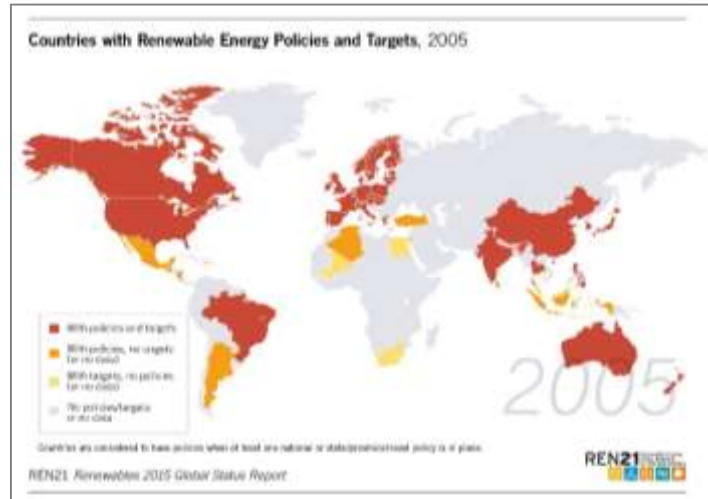 Countries with Renewable Energy Policies and Targets, 2005
With policies and targets
With policies, no targets
(or no data)
With targets, no policies
(or no data)
No policies/targets
or no data
2005
Countries are considered to have policies when at least one national or state/provincial-level policy is in place.
REN21
REN21 Renewables 2015 Global Status Report